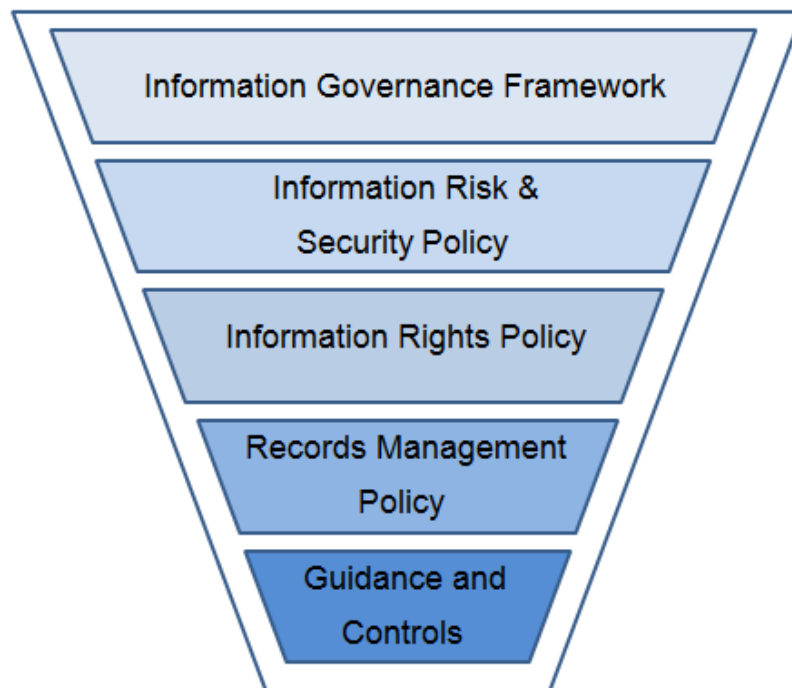 Information Governance Framework
Information Risk &
Security Policy
Information Rights Policy
Records Management
Policy
Guidance and
Controls